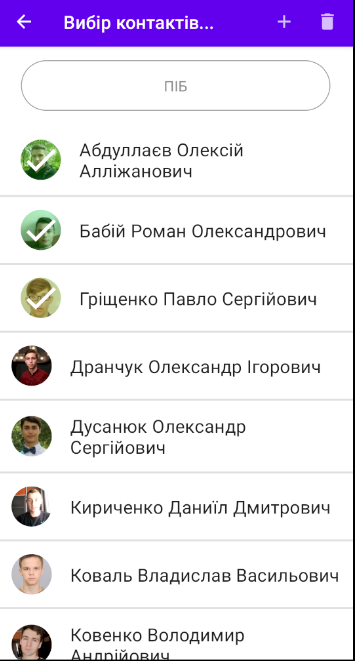 Вибір контактів...
ПІБ
Абдуллаєв Олексій
Алліжанович
Бабій Роман Олександрович
Гріщенко Павло Сергійович
Дранчук Олександр Ігорович
Дусанюк Олександр
Сергійович
Кириченко Даниїл Дмитрович
Коваль Владислав Васильович
Ковенко Володимир
Андрійович